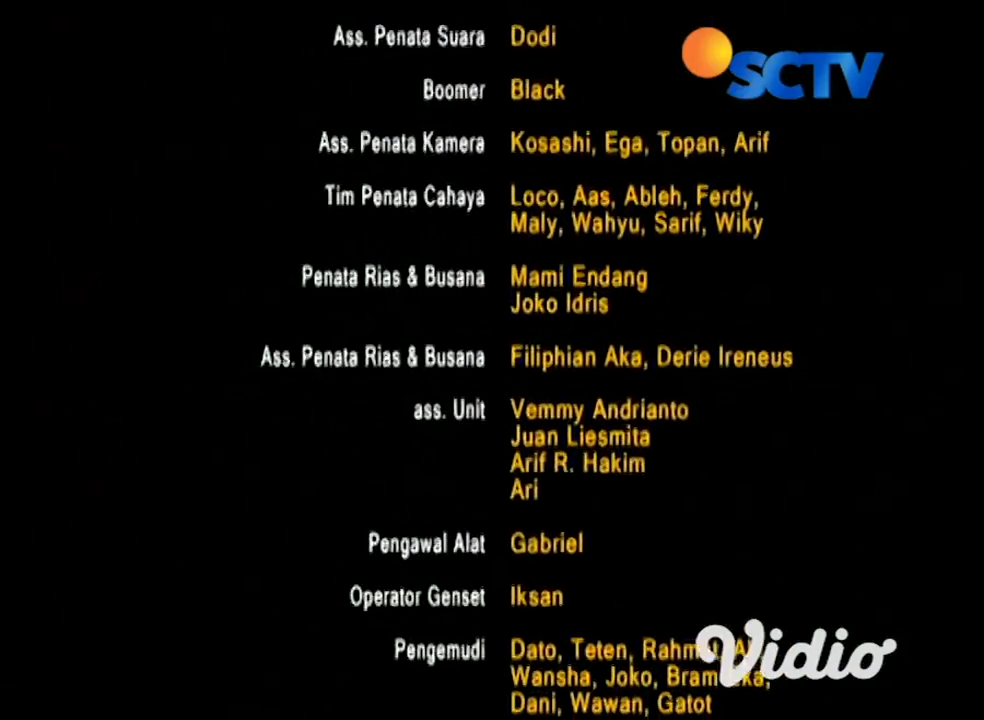 Ass. Penata Suara Dodi
SCTV
Boomer Black
Ass. Penata Kamera Kosashi, Ega, Topan, Arif
Tim Penata Cahaya Loco, Aas, Ableh, Ferdy,
Maly, Wahyu, Sarif, Wiky
Penata Rias & Busana Mami Endang
Joko Idris
Ass. Penata Rias & Busana Filiphian Aka, Derie Ireneus
ass. Unit Vemmy Andrianto
Juan Liesmita
Arif R. Hakim
Ari
Pengawal Alat Gabriel
Operator Genset Iksan
Pengemudi Dato, Teten,
Vidio
Wansha, Joko,
Dani, Wawan, Gatot